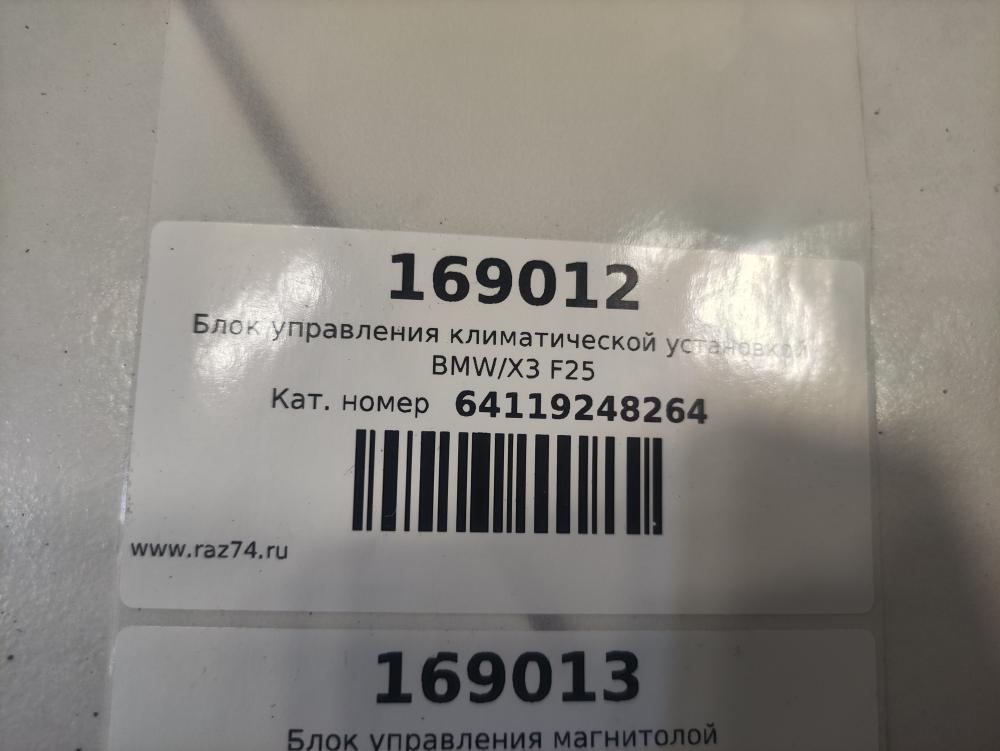 169012
Блок управления климатической установкой
BMW/X3 F25
Кат. номер 64119248264
www.raz74.ru
169013
Блок управления магнитолой